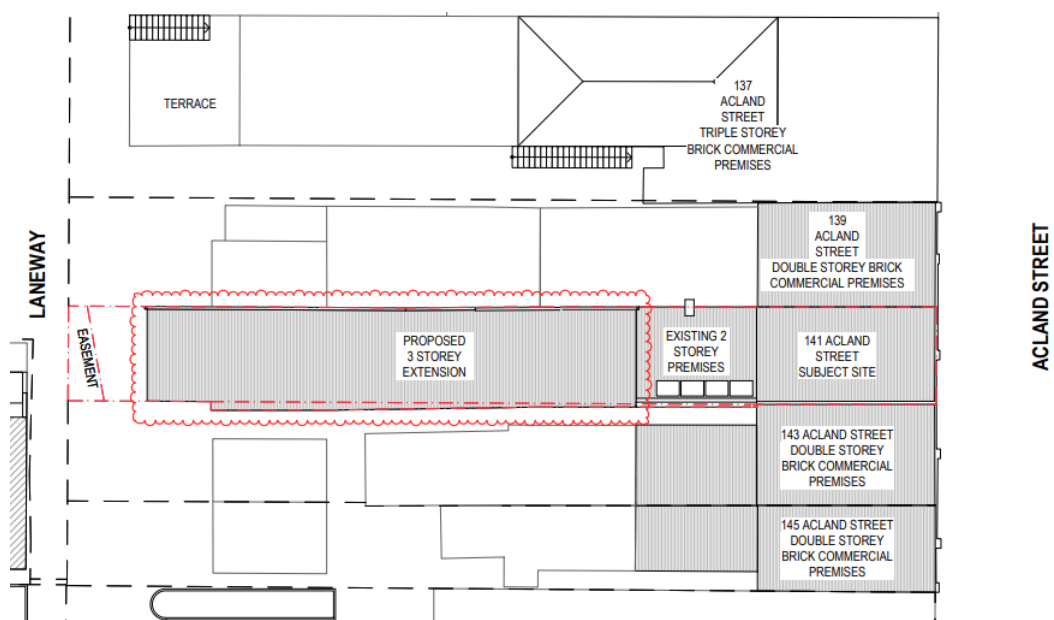 TERRACE
137
ACLAND
STREET
TRIPLE STOREY
BRICK COMMERCIAL
PREMISES
LANEWAY
139
ACLAND
STREET
DOUBLE STOREY BRICK
COMMERCIAL PREMISES
ACLAND STREET
EASEMENT
PROPOSED
3 STOREY
EXTENSION
EXISTING 2
STOREY
PREMISES
141 ACLAND
STREET
SUBJECT SITE
143 ACLAND STREET
DOUBLE STOREY
BRICK COMMERCIAL
PREMISES
145 ACLAND STREET
DOUBLE STOREY
BRICK COMMERCIAL
PREMISES